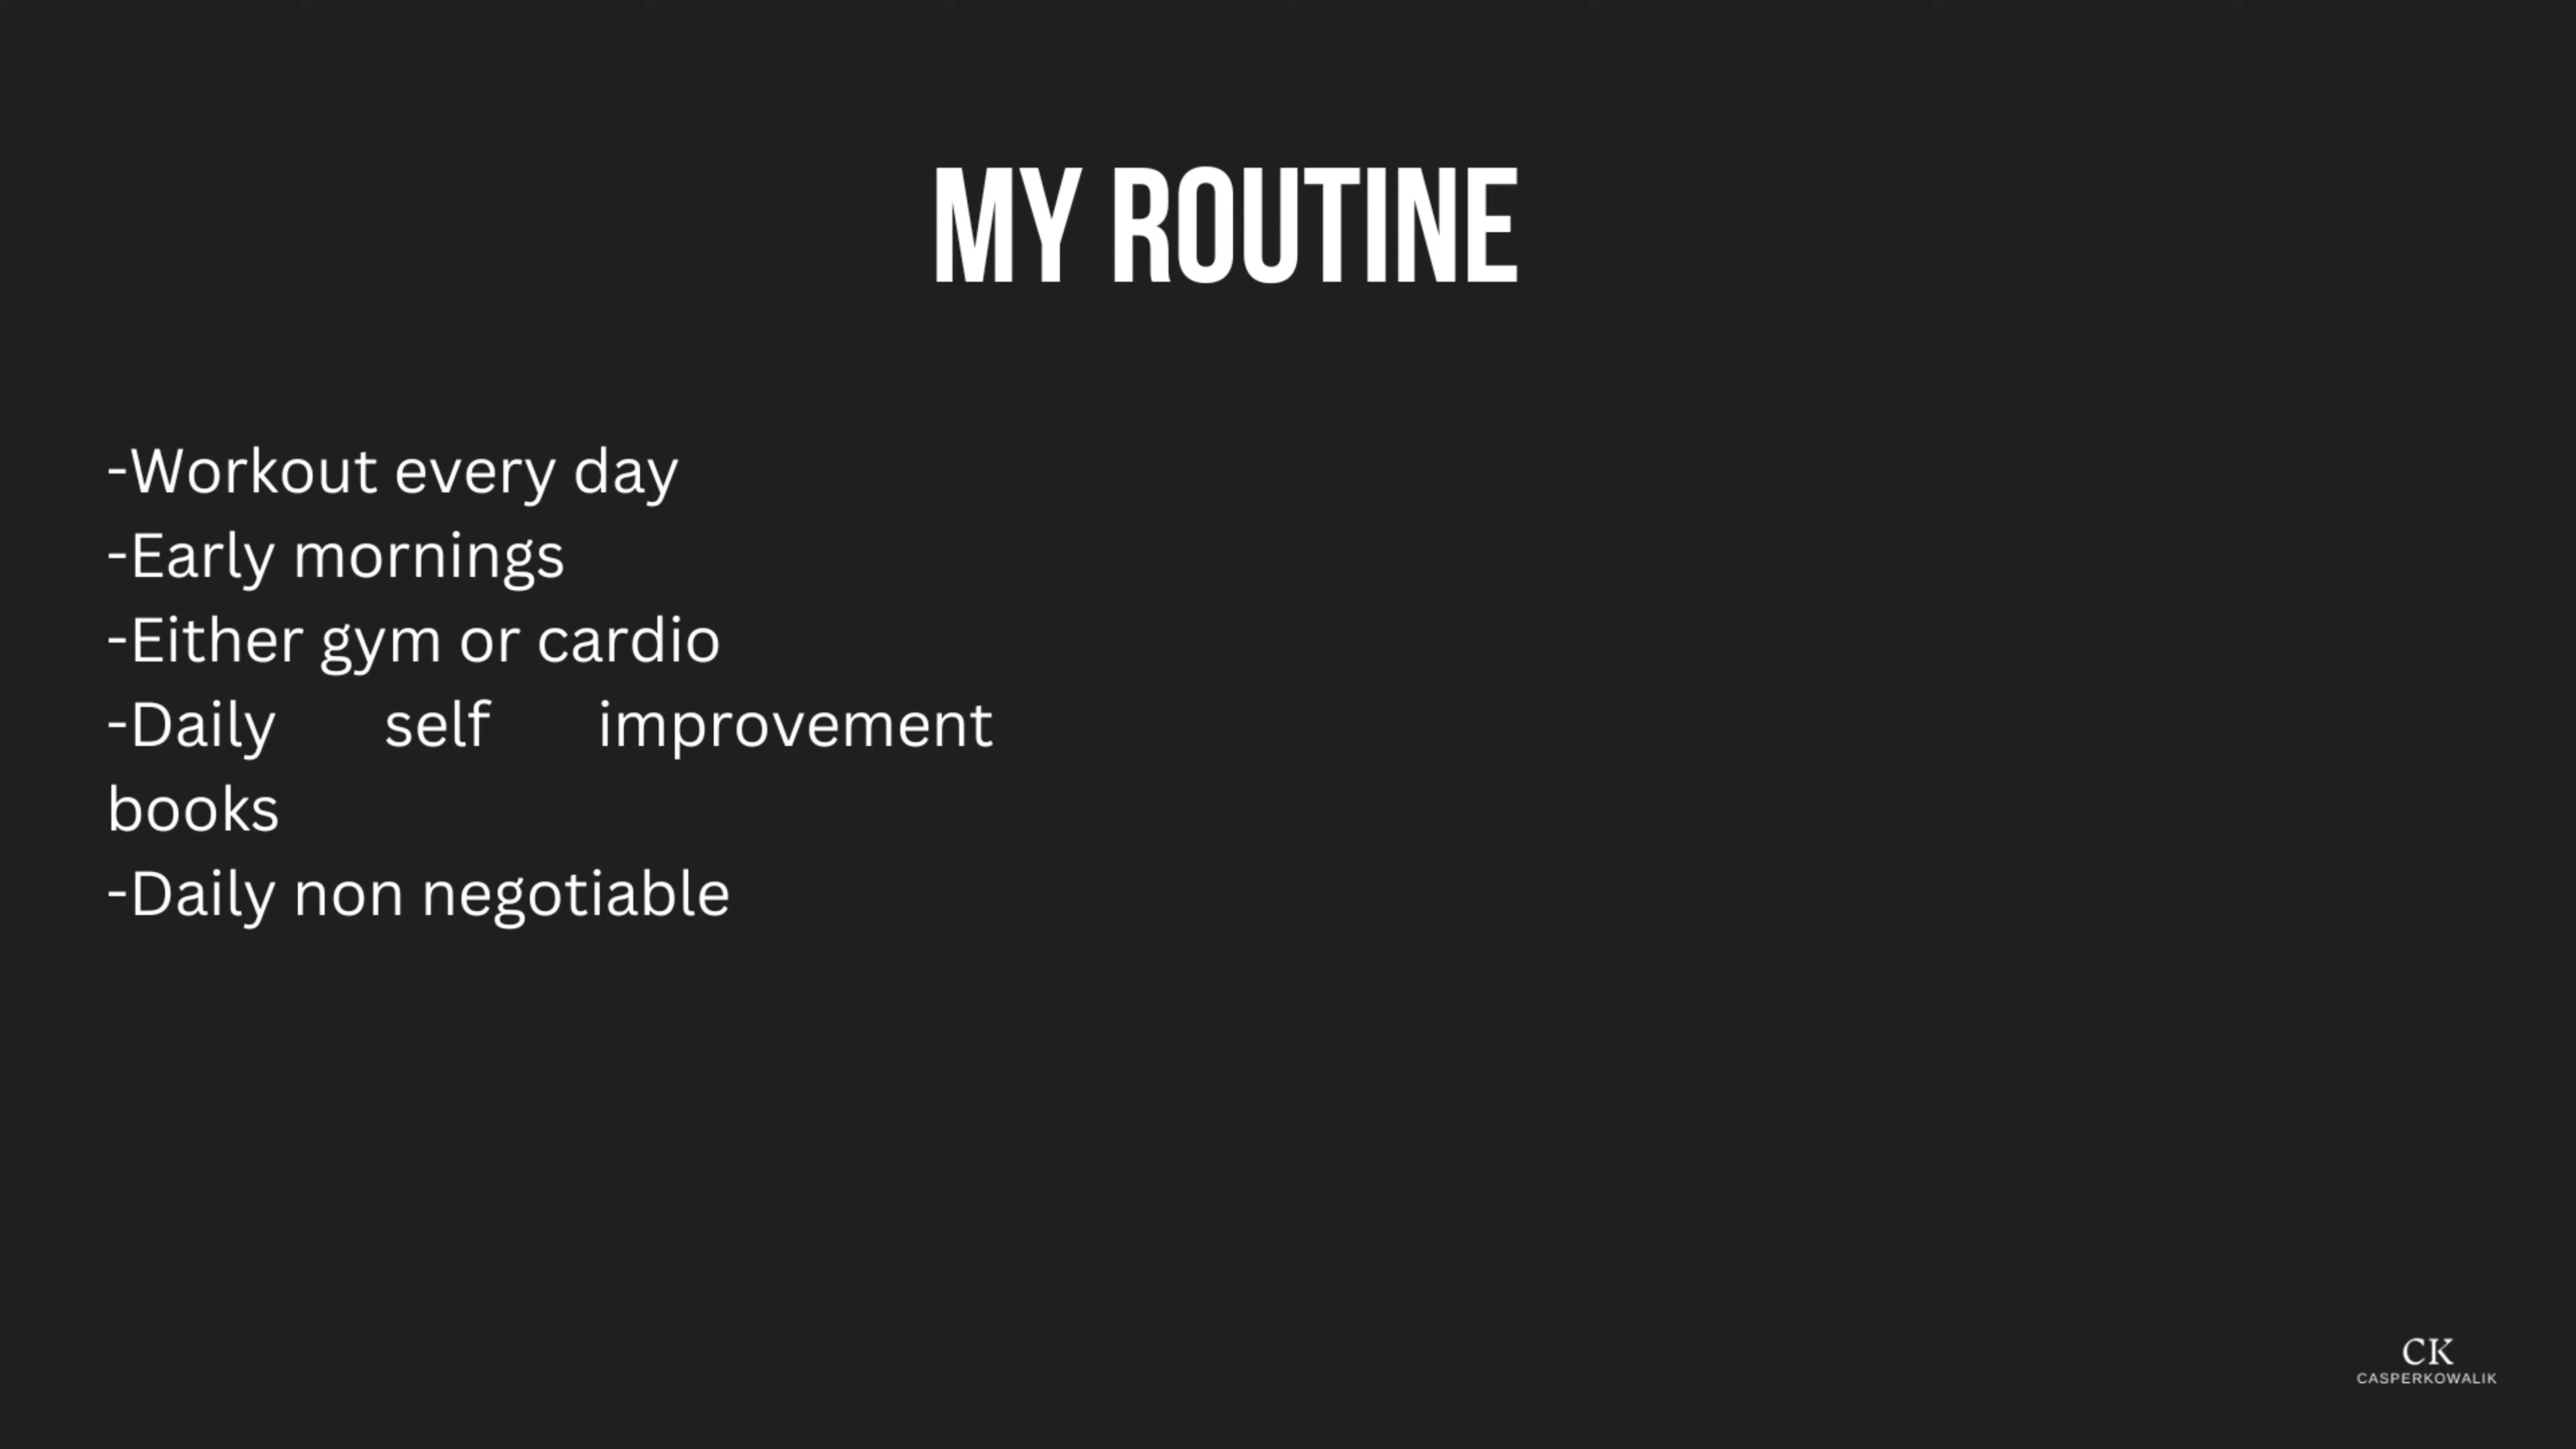 MY ROUTINE
-Workout every day
-Early mornings
-Either gym or cardio
-Daily self improvement
books
-Daily non negotiable
CK
CASPERKOWALIK